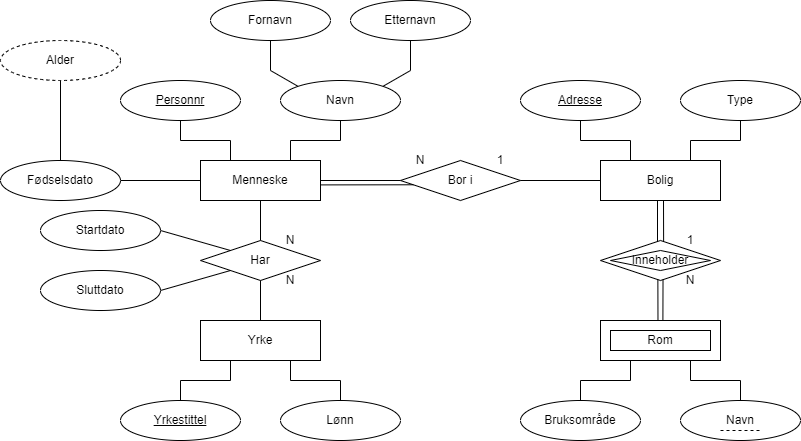 Fornavn
Etternavn
Alder
Personnr
Navn
Adresse
Type
Fødselsdato
Menneske
N
Bor i
1
Bolig
Startdato
N
1
Har
Inneholder
Sluttdato
N
N
Yrke
Rom
Yrkestittel
Lønn
Bruksområde
Navn